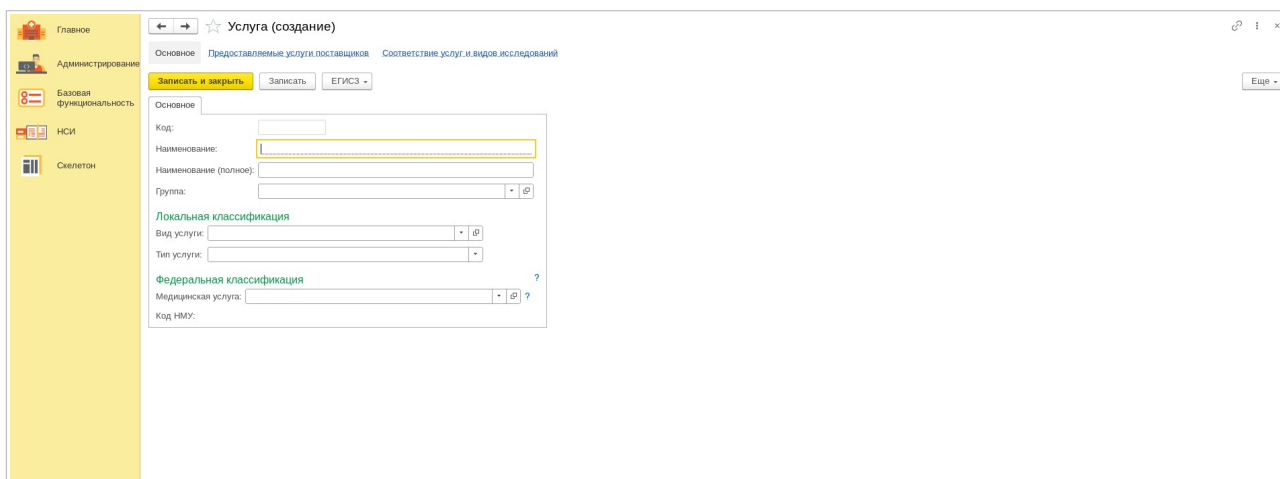 Главное
Администрирование
Базовая
функциональность
НСИ
Скелетон
Услуга (создание)
Основное Предоставляемые услуги поставщиков Соответствие услуг и видов исследований
Записать и закрыть Записать ЕГИСЗ Еще
Основное
Код:
Наименование:
Наименование (полное):
Группа:
Локальная классификация
Вид услуги:
Тип услуги:
Федеральная классификация ?
Медицинская услуга: ?
Код НМУ: